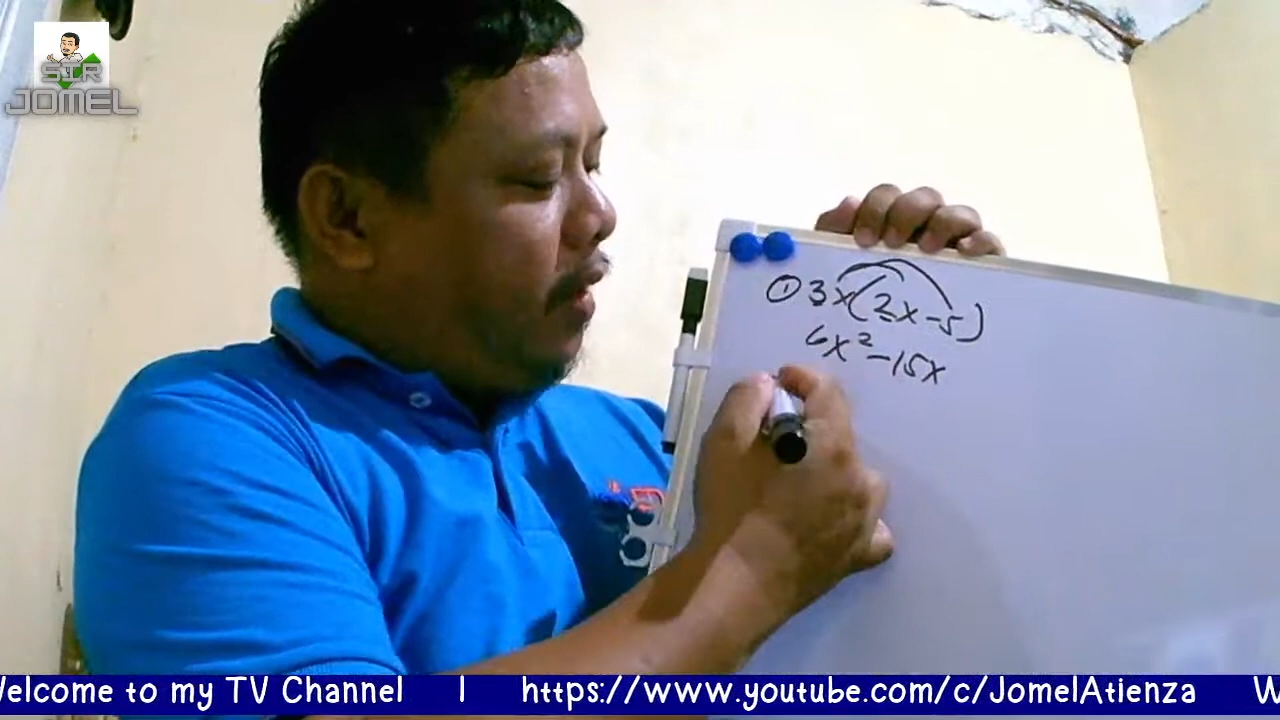 SIR
JOMEL
① 3x(2x-5)
6x²-15x
Welcome to my TV Channel | https://www.youtube.com/c/JomelAtienza W